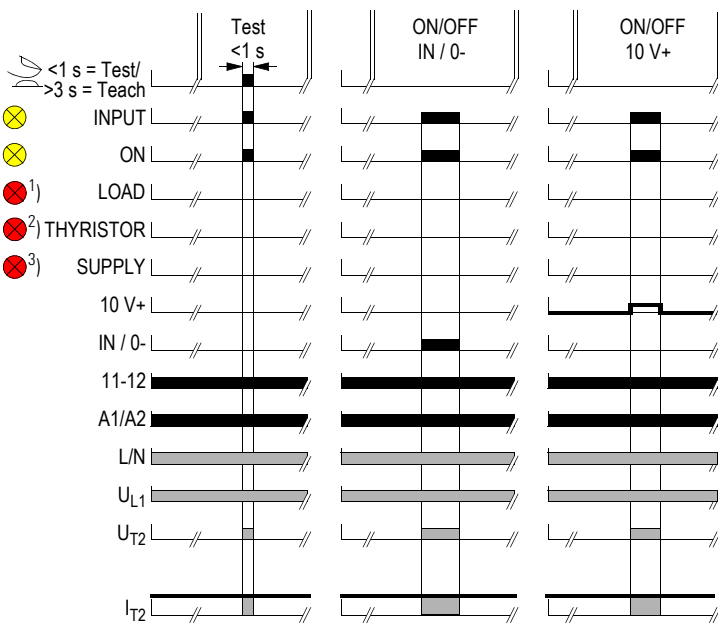 Test
<1 s
ON/OFF
IN / 0-
ON/OFF
10 V+
<1 s = Test/
>3 s = Teach
INPUT
ON
1) LOAD
2) THYRISTOR
3) SUPPLY
10 V+
IN / 0-
11-12
A1/A2
L/N
UL1
UT2
IT2